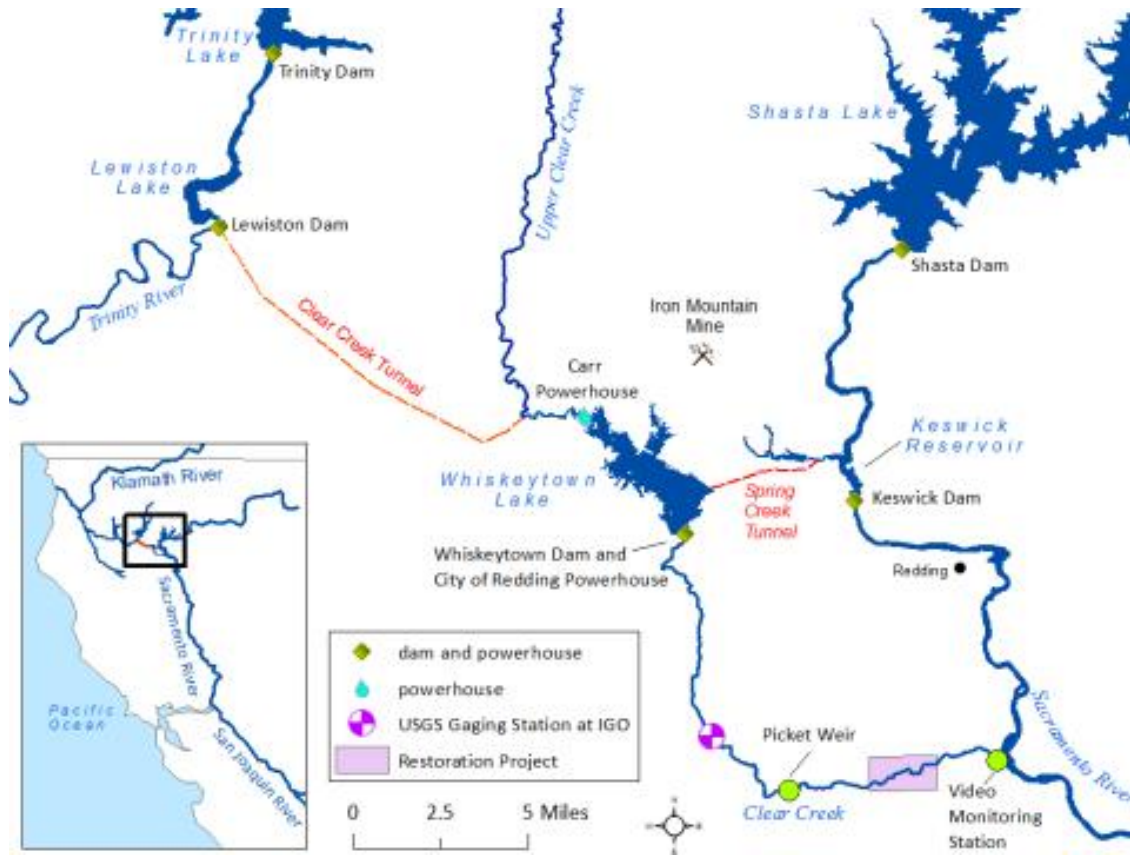 Trinity
Lake
Trinity Dam
Lewiston
Lake
Lewiston Dam
Trinity River
Clear Creek Tunnel
Upper Clear Creek
Shasta Lake
Shasta Dam
Iron Mountain
Mine
Carr
Powerhouse
Keswick
Reservoir
Whiskeytown
Lake
Spring
Creek
Tunnel
Keswick Dam
Whiskeytown Dam and
City of Redding Powerhouse
Redding
Klamath River
Sacramento River
San Joaquin River
Pacific
Ocean
dam and powerhouse
powerhouse
USGS Gaging Station at IGO
Restoration Project
0 2.5 5 Miles
Picket Weir
Clear Creek
Video
Monitoring
Station
Sacramento River